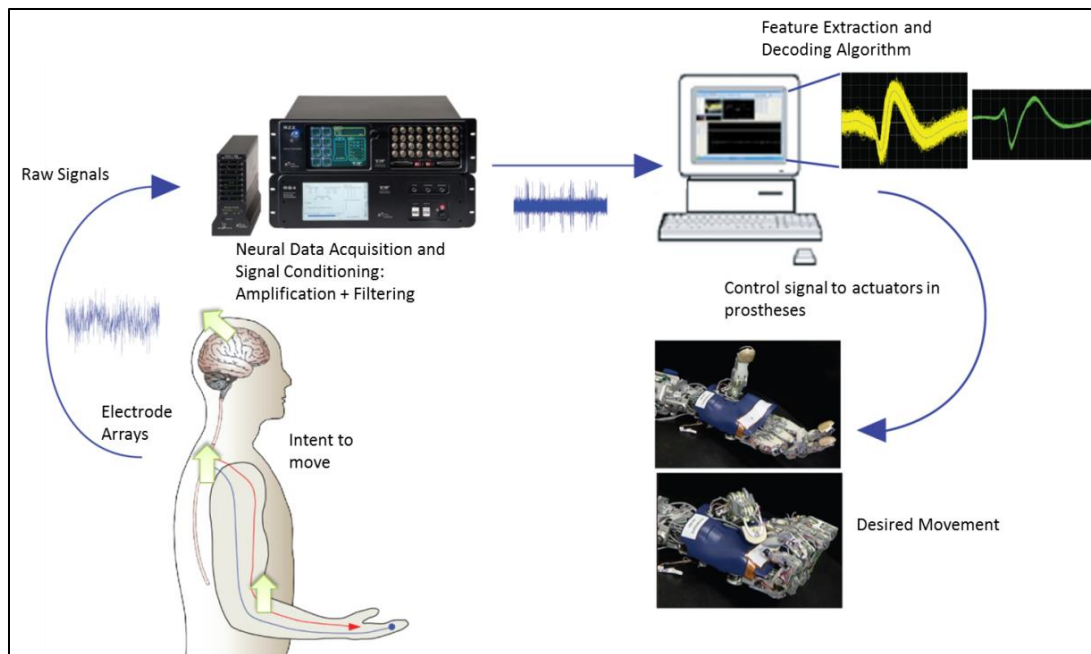 Feature Extraction and
Decoding Algorithm
Raw Signals
Neural Data Acquisition and
Signal Conditioning:
Amplification + Filtering
Control signal to actuators in
prostheses
Electrode
Arrays
Intent to
move
Desired Movement